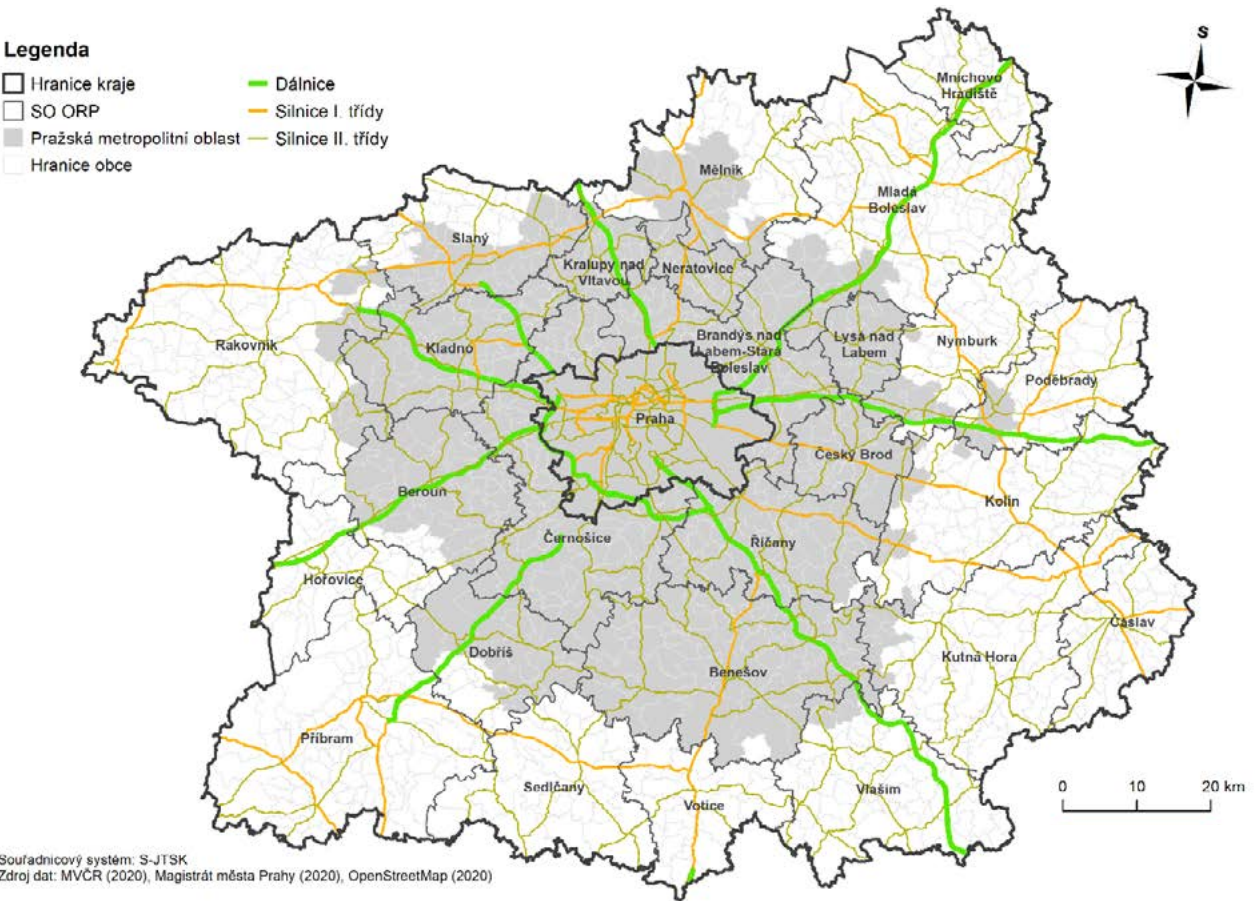 Legenda
Hranice kraje
SO ORP
Pražská metropolitní oblast
Hranice obce
Dálnice
Silnice I. třídy
Silnice II. třídy
S
Mnichovo
Hradiště
Mělník
Mladá
Boleslav
Slaný
Kralupy nad
Vltavou
Neratovice
Rakovník
Kladno
Brandýs nad
Labem-Stará
Boleslav
Lysá nad
Labem
Nymburk
Poděbrady
Praha
Český Brod
Kolín
Beroun
Černošice
Říčany
Hořovice
Čáslav
Dobříš
Benešov
Kutná Hora
Příbram
Sedlčany
Votice
Vlašim
0 10 20 km
Souřadnicový systém: S-JTSK
Zdroj dat: MVČR (2020), Magistrát města Prahy (2020), OpenStreetMap (2020)